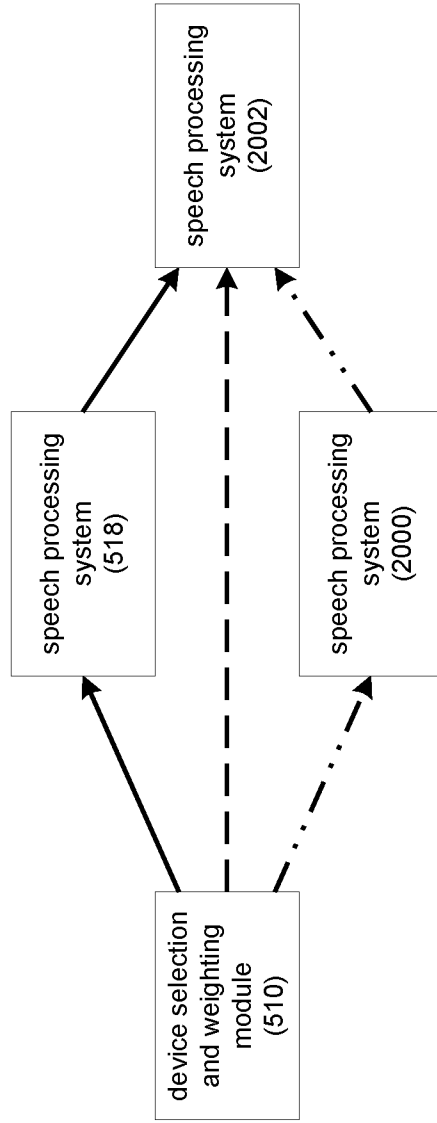 device selection
and weighting
module
(510)
speech processing
system
(518)
speech processing
system
(2000)
speech processing
system
(2002)